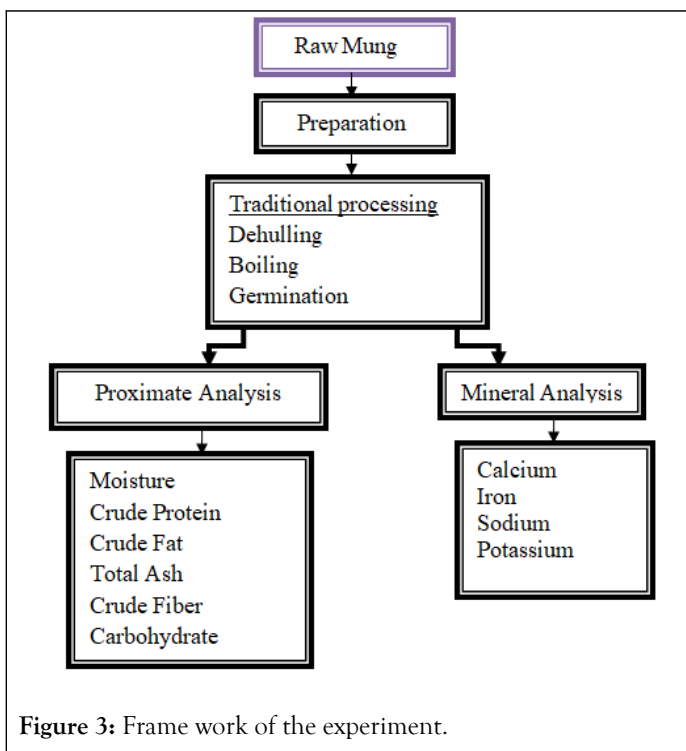 Raw Mung
Preparation
Traditional processing
Dehulling
Boiling
Germination
Proximate Analysis
Mineral Analysis
Moisture
Crude Protein
Crude Fat
Total Ash
Crude Fiber
Carbohydrate
Calcium
Iron
Sodium
Potassium
Figure 3: Frame work of the experiment.